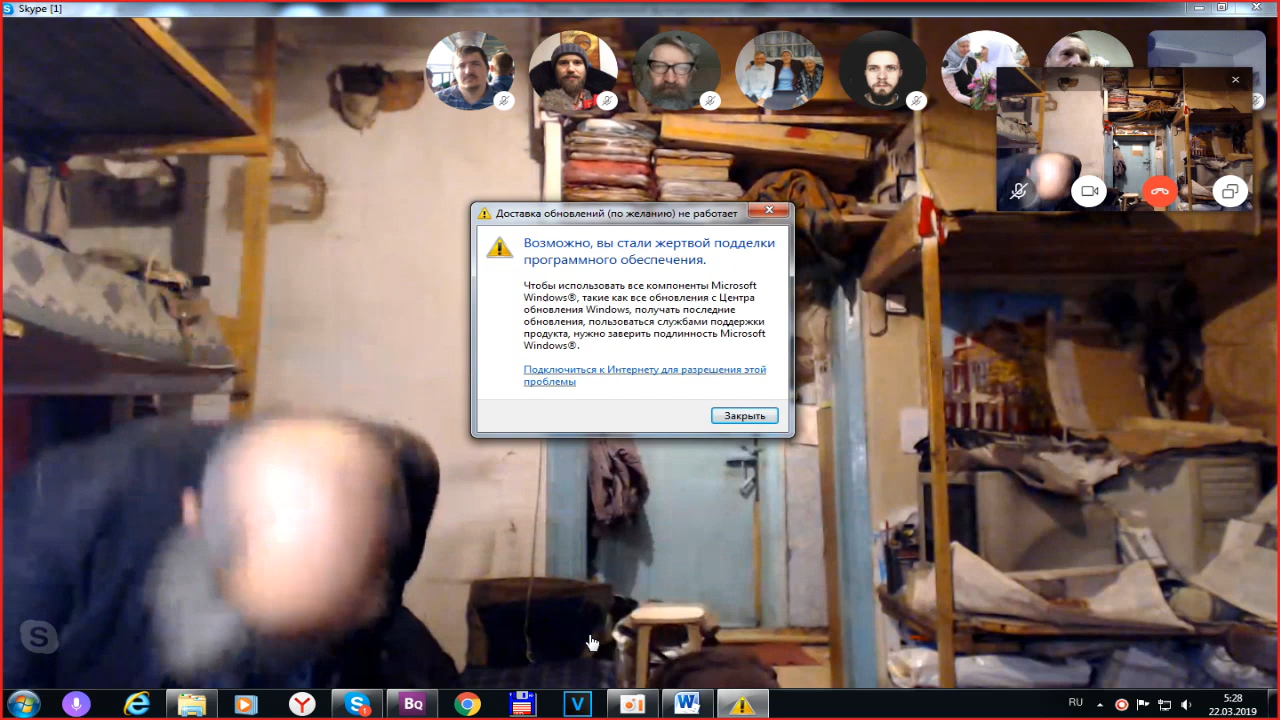 Skype [1]
Доставка обновлений (по желанию) не работает
Возможно, вы стали жертвой подделки
программного обеспечения.
Чтобы использовать все компоненты Microsoft
Windows®, такие как все обновления с Центра
обновления Windows, получать последние
обновления, пользоваться службами поддержки
продукта, нужно заверить подлинность Microsoft
Windows®.
Подключиться к Интернету для разрешения этой
проблемы
Закрыть
Bq
V
W
RU
5:28
22.03.2019